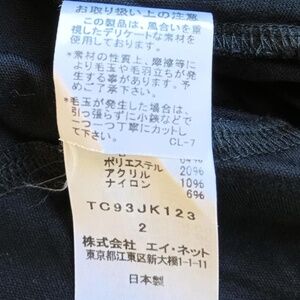 お取り扱い上の注意
この製品は、風合いを重
視したデリケートな素材を
使用しております。
*素材の性質上、摩擦等に
より毛玉や毛羽立ちが発
生する事があります。予
めご了承下さい。
*毛玉が発生した場合は、
引っ張らずに小鋏などで
一つ一つ丁寧にカットし
て下さい。
CL-7
64%
ポリエステル 20%
アクリル 10%
ナイロン 6%
TC93JK123
2
株式会社 エイ・ネット
東京都江東区新大橋1-1-11
日本製